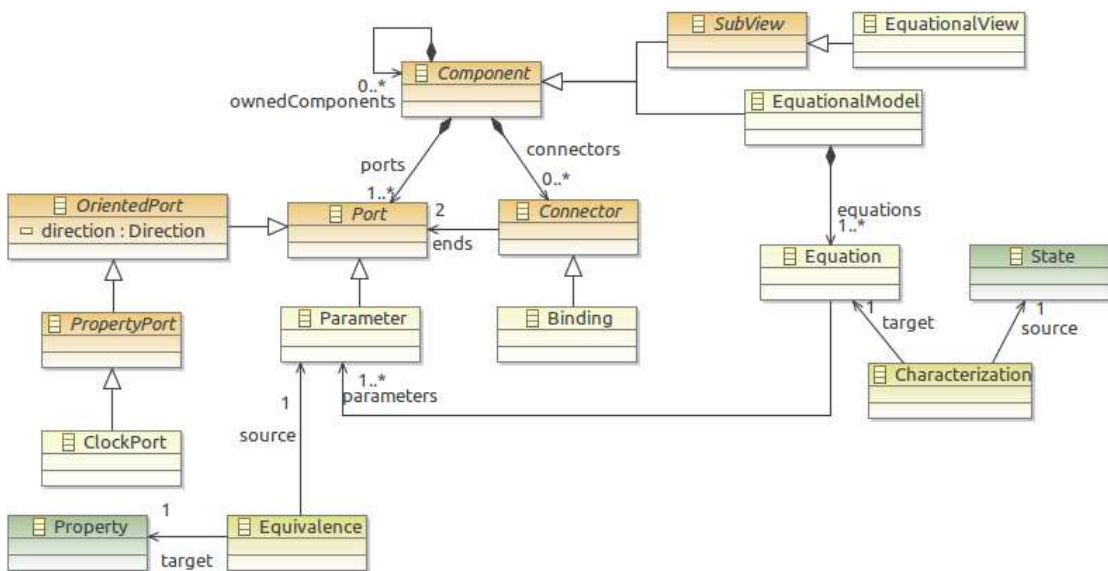 SubView
EquationalView
Component
0..*
ownedComponents
EquationalModel
ports
connectors
1..*
0..*
OrientedPort
direction : Direction
Port
2
ends
Connector
equations
1..*
Equation
State
PropertyPort
Parameter
Binding
1
target
1
source
Characterization
1..*
parameters
1
source
ClockPort
Property
1
target
Equivalence